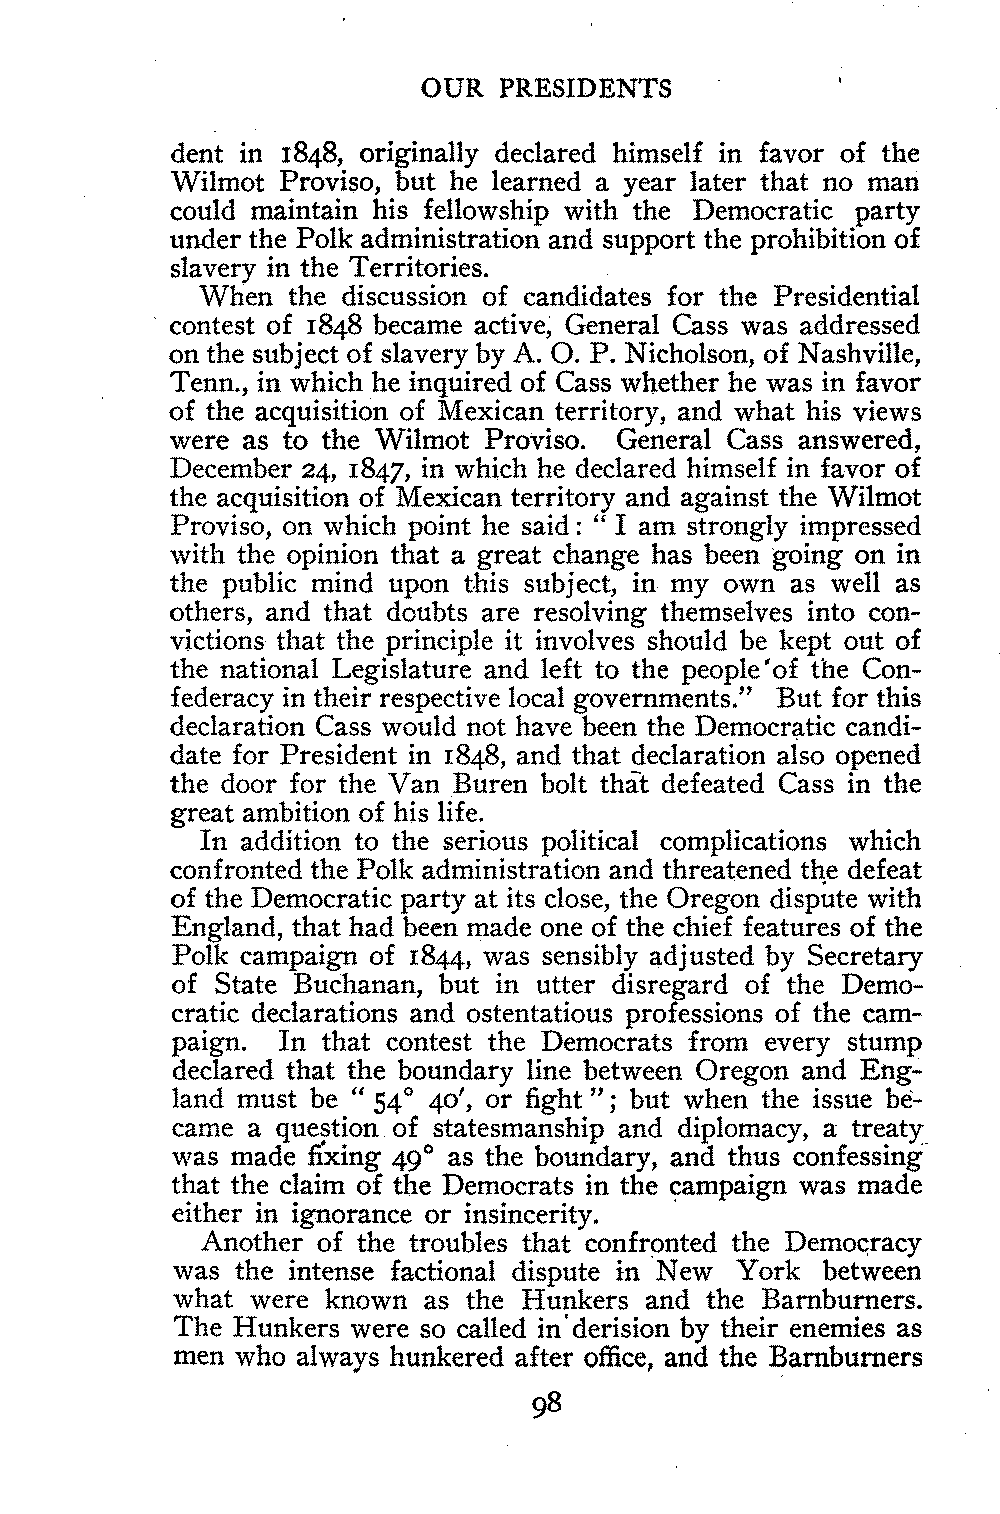 OUR PRESIDENTS
dent in 1848, originally declared himself in favor of the
Wilmot Proviso, but he learned a year later that no man
could maintain his fellowship with the Democratic party
under the Polk administration and support the prohibition of
slavery in the Territories.
When the discussion of candidates for the Presidential
contest of 1848 became active, General Cass was addressed
on the subject of slavery by A. O. P. Nicholson, of Nashville,
Tenn., in which he inquired of Cass whether he was in favor
of the acquisition of Mexican territory, and what his views
were as to the Wilmot Proviso. General Cass answered,
December 24, 1847, in which he declared himself in favor of
the acquisition of Mexican territory and against the Wilmot
Proviso, on which point he said: “ I am strongly impressed
with the opinion that a great change has been going on in
the public mind upon this subject, in my own as well as
others, and that doubts are resolving themselves into con-
victions that the principle it involves should be kept out of
the national Legislature and left to the people of the Con-
federacy in their respective local governments.” But for this
declaration Cass would not have been the Democratic candi-
date for President in 1848, and that declaration also opened
the door for the Van Buren bolt that defeated Cass in the
great ambition of his life.
In addition to the serious political complications which
confronted the Polk administration and threatened the defeat
of the Democratic party at its close, the Oregon dispute with
England, that had been made one of the chief features of the
Polk campaign of 1844, was sensibly adjusted by Secretary
of State Buchanan, but in utter disregard of the Demo-
cratic declarations and ostentatious professions of the cam-
paign. In that contest the Democrats from every stump
declared that the boundary line between Oregon and Eng-
land must be “ 54° 40′, or fight ”; but when the issue be-
came a question of statesmanship and diplomacy, a treaty
was made fixing 49° as the boundary, and thus confessing
that the claim of the Democrats in the campaign was made
either in ignorance or insincerity.
Another of the troubles that confronted the Democracy
was the intense factional dispute in New York between
what were known as the Hunkers and the Barnburners.
The Hunkers were so called in derision by their enemies as
men who always hunkered after office, and the Barnburners
98